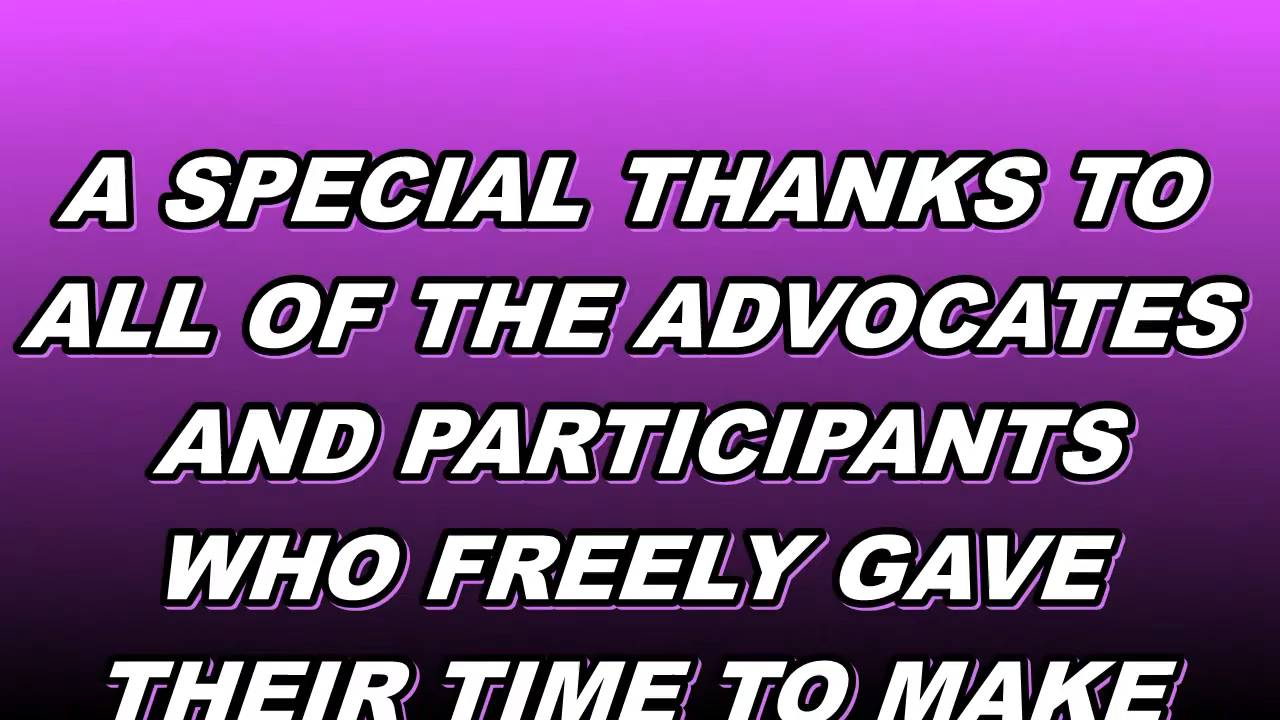 A SPECIAL THANKS TO
ALL OF THE ADVOCATES
AND PARTICIPANTS
WHO FREELY GAVE
THEIR TIME TO MAKE